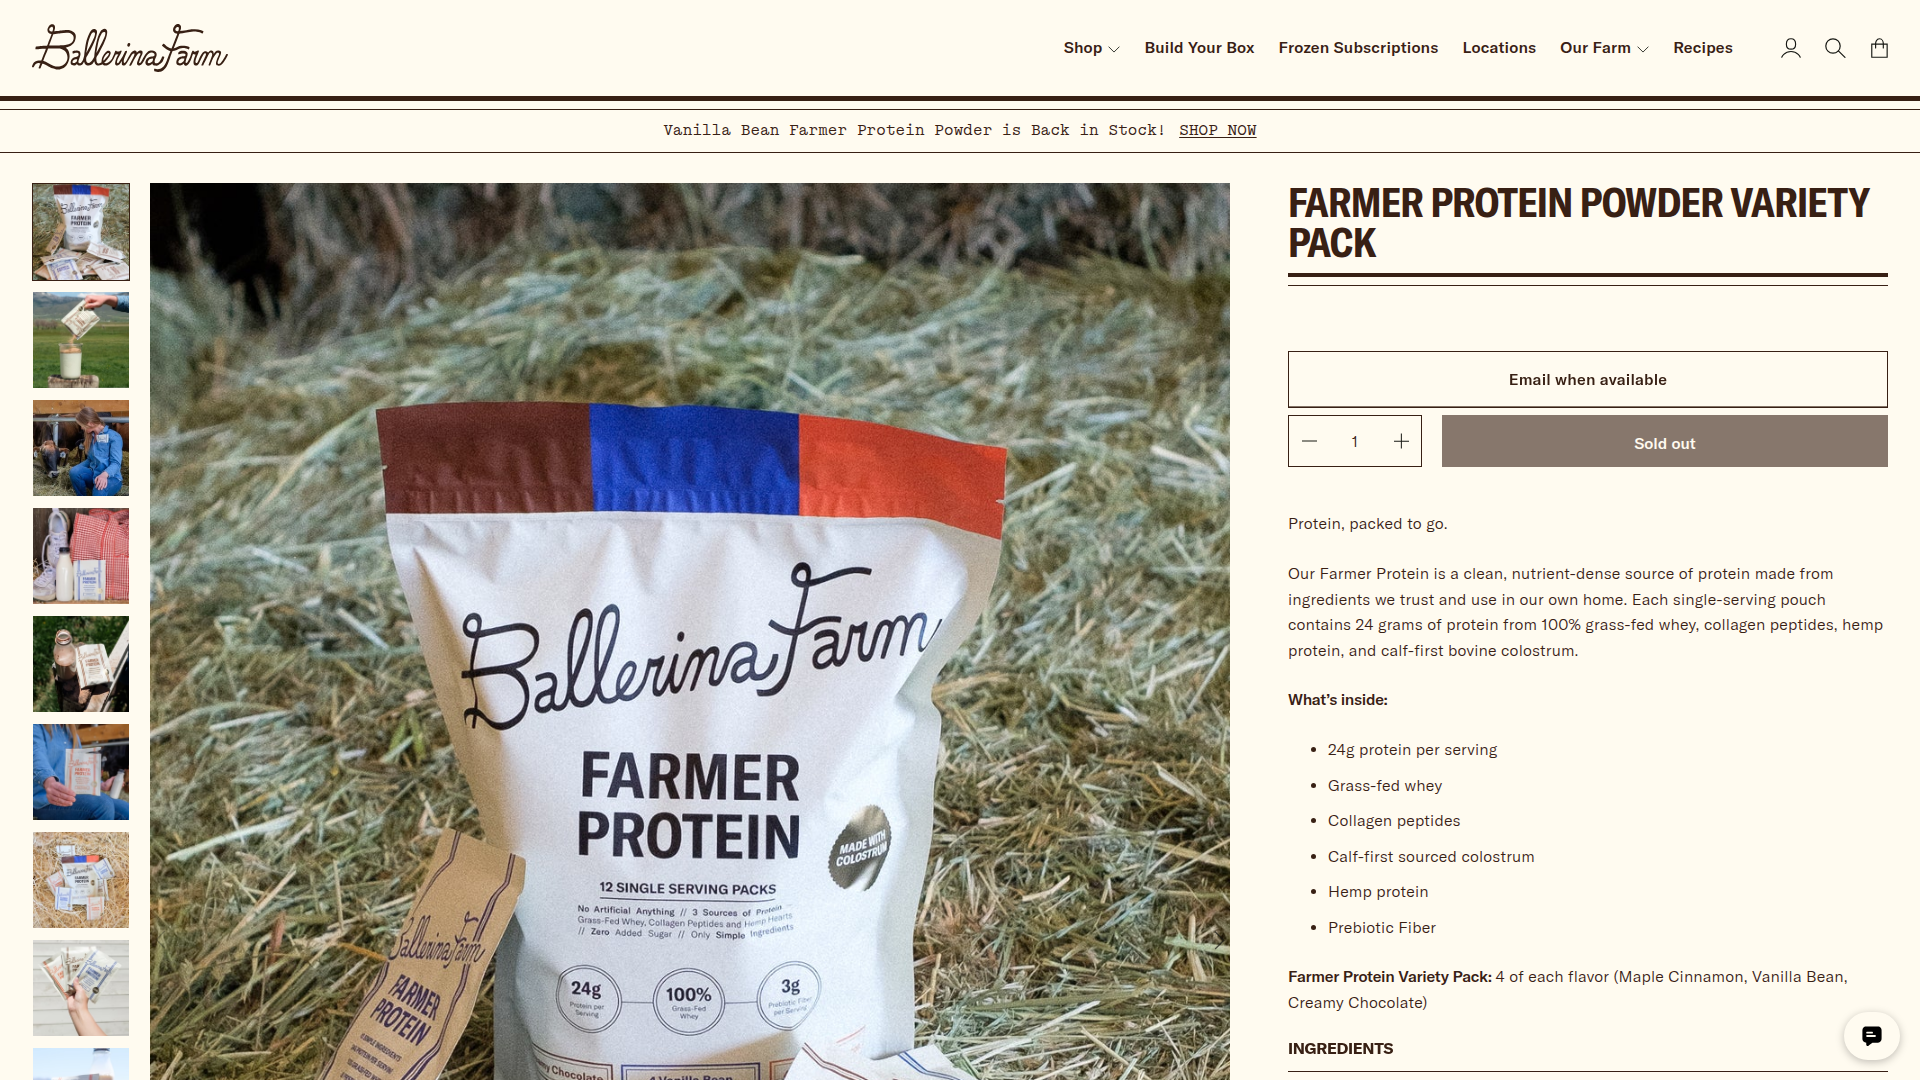 Ballerina Farm
Shop
Build Your Box
Frozen Subscriptions
Locations
Our Farm
Recipes
Vanilla Bean Farmer Protein Powder is Back in Stock! SHOP NOW
FARMER PROTEIN POWDER VARIETY
PACK
Email when available
1
Sold out
Protein, packed to go.
Our Farmer Protein is a clean, nutrient-dense source of protein made from
ingredients we trust and use in our own home. Each single-serving pouch
contains 24 grams of protein from 100% grass-fed whey, collagen peptides, hemp
protein, and calf-first bovine colostrum.
What's inside:
24g protein per serving
Grass-fed whey
Collagen peptides
Calf-first sourced colostrum
Hemp protein
Prebiotic Fiber
Farmer Protein Variety Pack: 4 of each flavor (Maple Cinnamon, Vanilla Bean,
Creamy Chocolate)
INGREDIENTS
Ballerina Farm
FARMER
PROTEIN
MADE WITH
COLOSTRUM
12 SINGLE SERVING PACKS
No Artificial Anything // 3 Sources of Protein
Grass-Fed Whey, Collagen Peptides and Hemp Hearts
// Zero Added Sugar // Only Simple Ingredients
24g
Protein per
Serving
100%
Grass-Fed
Whey
3g
Prebiotic Fiber
per Serving
Chocolate
4 Vanilla Bean
Ballerina Farm
FARMER
PROTEIN